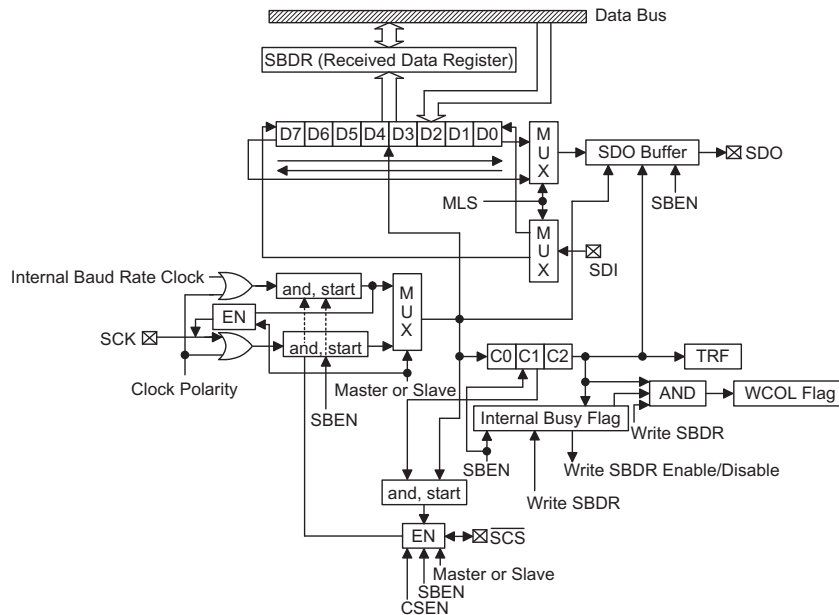 Data Bus
SBDR (Received Data Register)
D7 D6 D5 D4 D3 D2 D1 D0
MUX
SDO Buffer
SDO
SBEN
MLS
MUX
SDI
Internal Baud Rate Clock
and, start
MUX
EN
SCK
and, start
Clock Polarity
SBEN
Master or Slave
C0 C1 C2
TRF
AND
WCOL Flag
Internal Busy Flag
Write SBDR
SBEN
Write SBDR Enable/Disable
Write SBDR
and, start
EN
SCS
Master or Slave
SBEN
CSEN